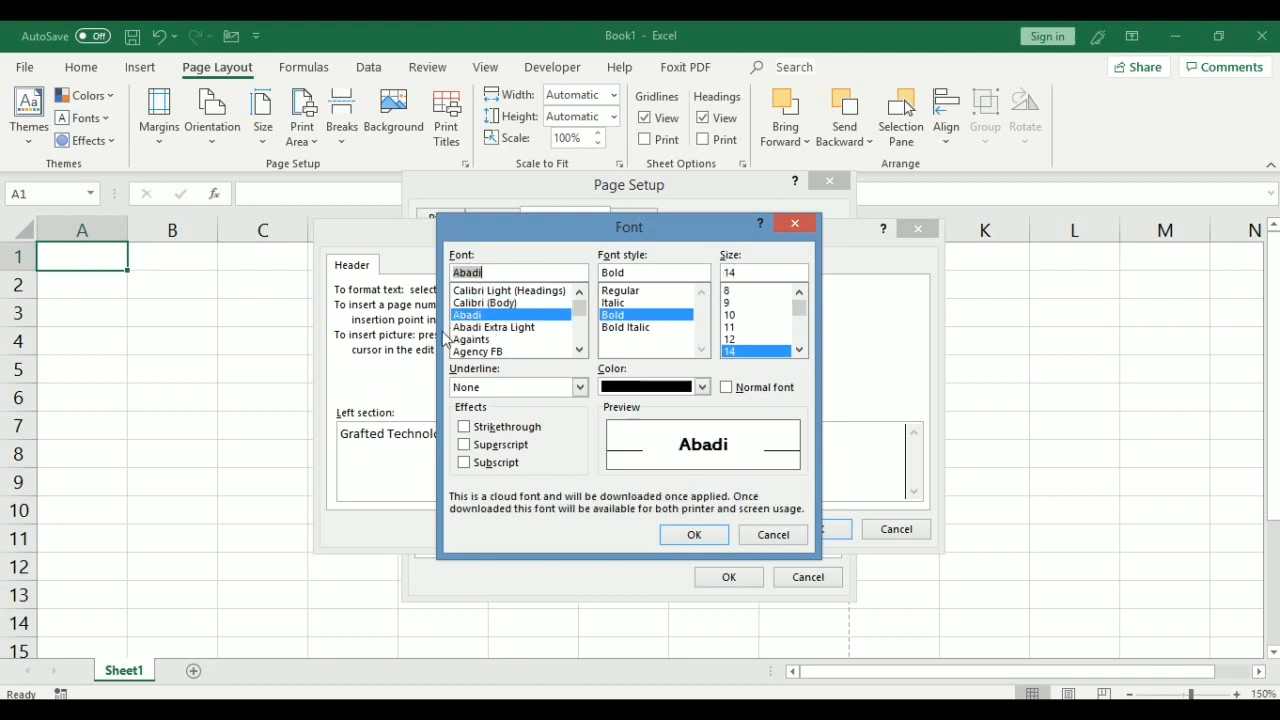 AutoSave Off Book1 - Excel Sign in
File Home Insert Page Layout Formulas Data Review View Developer Help Foxit PDF Search Share Comments
Themes Colors Fonts Effects
Margins Orientation Size Print Area Breaks Background Print Titles
Width: Automatic
Height: Automatic
Scale: 100%
Gridlines Headings
View View
Print Print
Bring Forward Send Backward Selection Pane Align Group Rotate
Themes Page Setup Scale to Fit Sheet Options Arrange
A1 fx
Page Setup ?
A B C K L M N
1
2
3
4
5
6
7
8
9
10
11
12
13
14
15
?
Header
To format text: select
To insert a page num
insertion point in
To insert picture: pres
cursor in the edit
Left section:
Grafted Technolo
Cancel
OK Cancel
Font ?
Font: Font style: Size:
Abadi Bold 14
Calibri Light (Headings) Regular 8
Calibri (Body) Italic 9
Abadi Bold 10
Abadi Extra Light Bold Italic 11
Againts 12
Agency FB 14
Underline: Color:
None Normal font
Effects Preview
Strikethrough
Superscript
Subscript
Abadi
This is a cloud font and will be downloaded once applied. Once
downloaded this font will be available for both printer and screen usage.
OK Cancel
Sheet1
Ready 150%